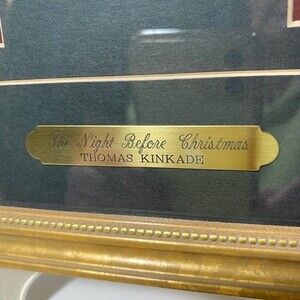 The Night Before Christmas
THOMAS KINKADE